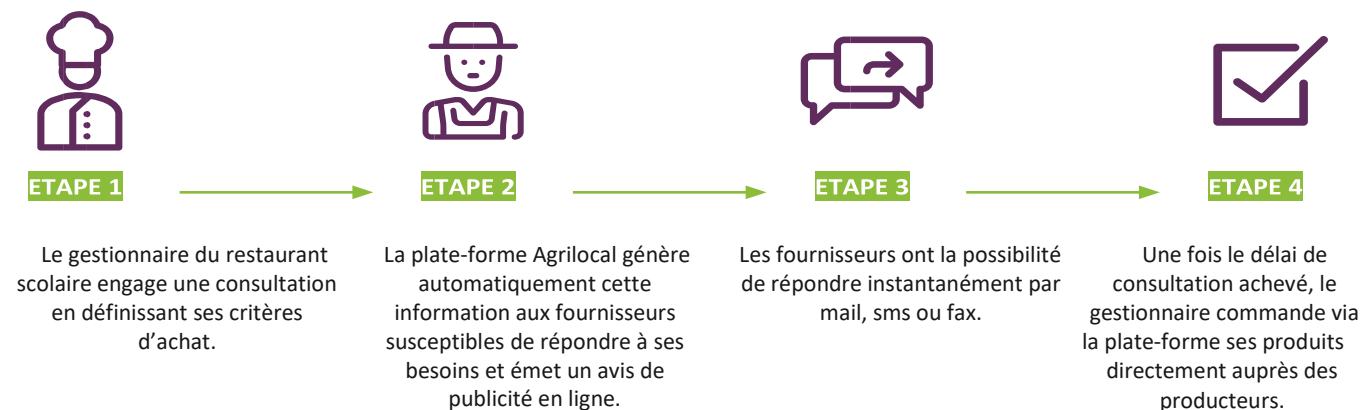 ETAPE 1
Le gestionnaire du restaurant
scolaire engage une consultation
en définissant ses critères
d'achat.
ETAPE 2
La plate-forme Agrilocal génère
automatiquement cette
information aux fournisseurs
susceptibles de répondre à ses
besoins et émet un avis de
publicité en ligne.
ETAPE 3
Les fournisseurs ont la possibilité
de répondre instantanément par
mail, sms ou fax.
ETAPE 4
Une fois le délai de
consultation achevé, le
gestionnaire commande via
la plate-forme ses produits
directement auprès des
producteurs.